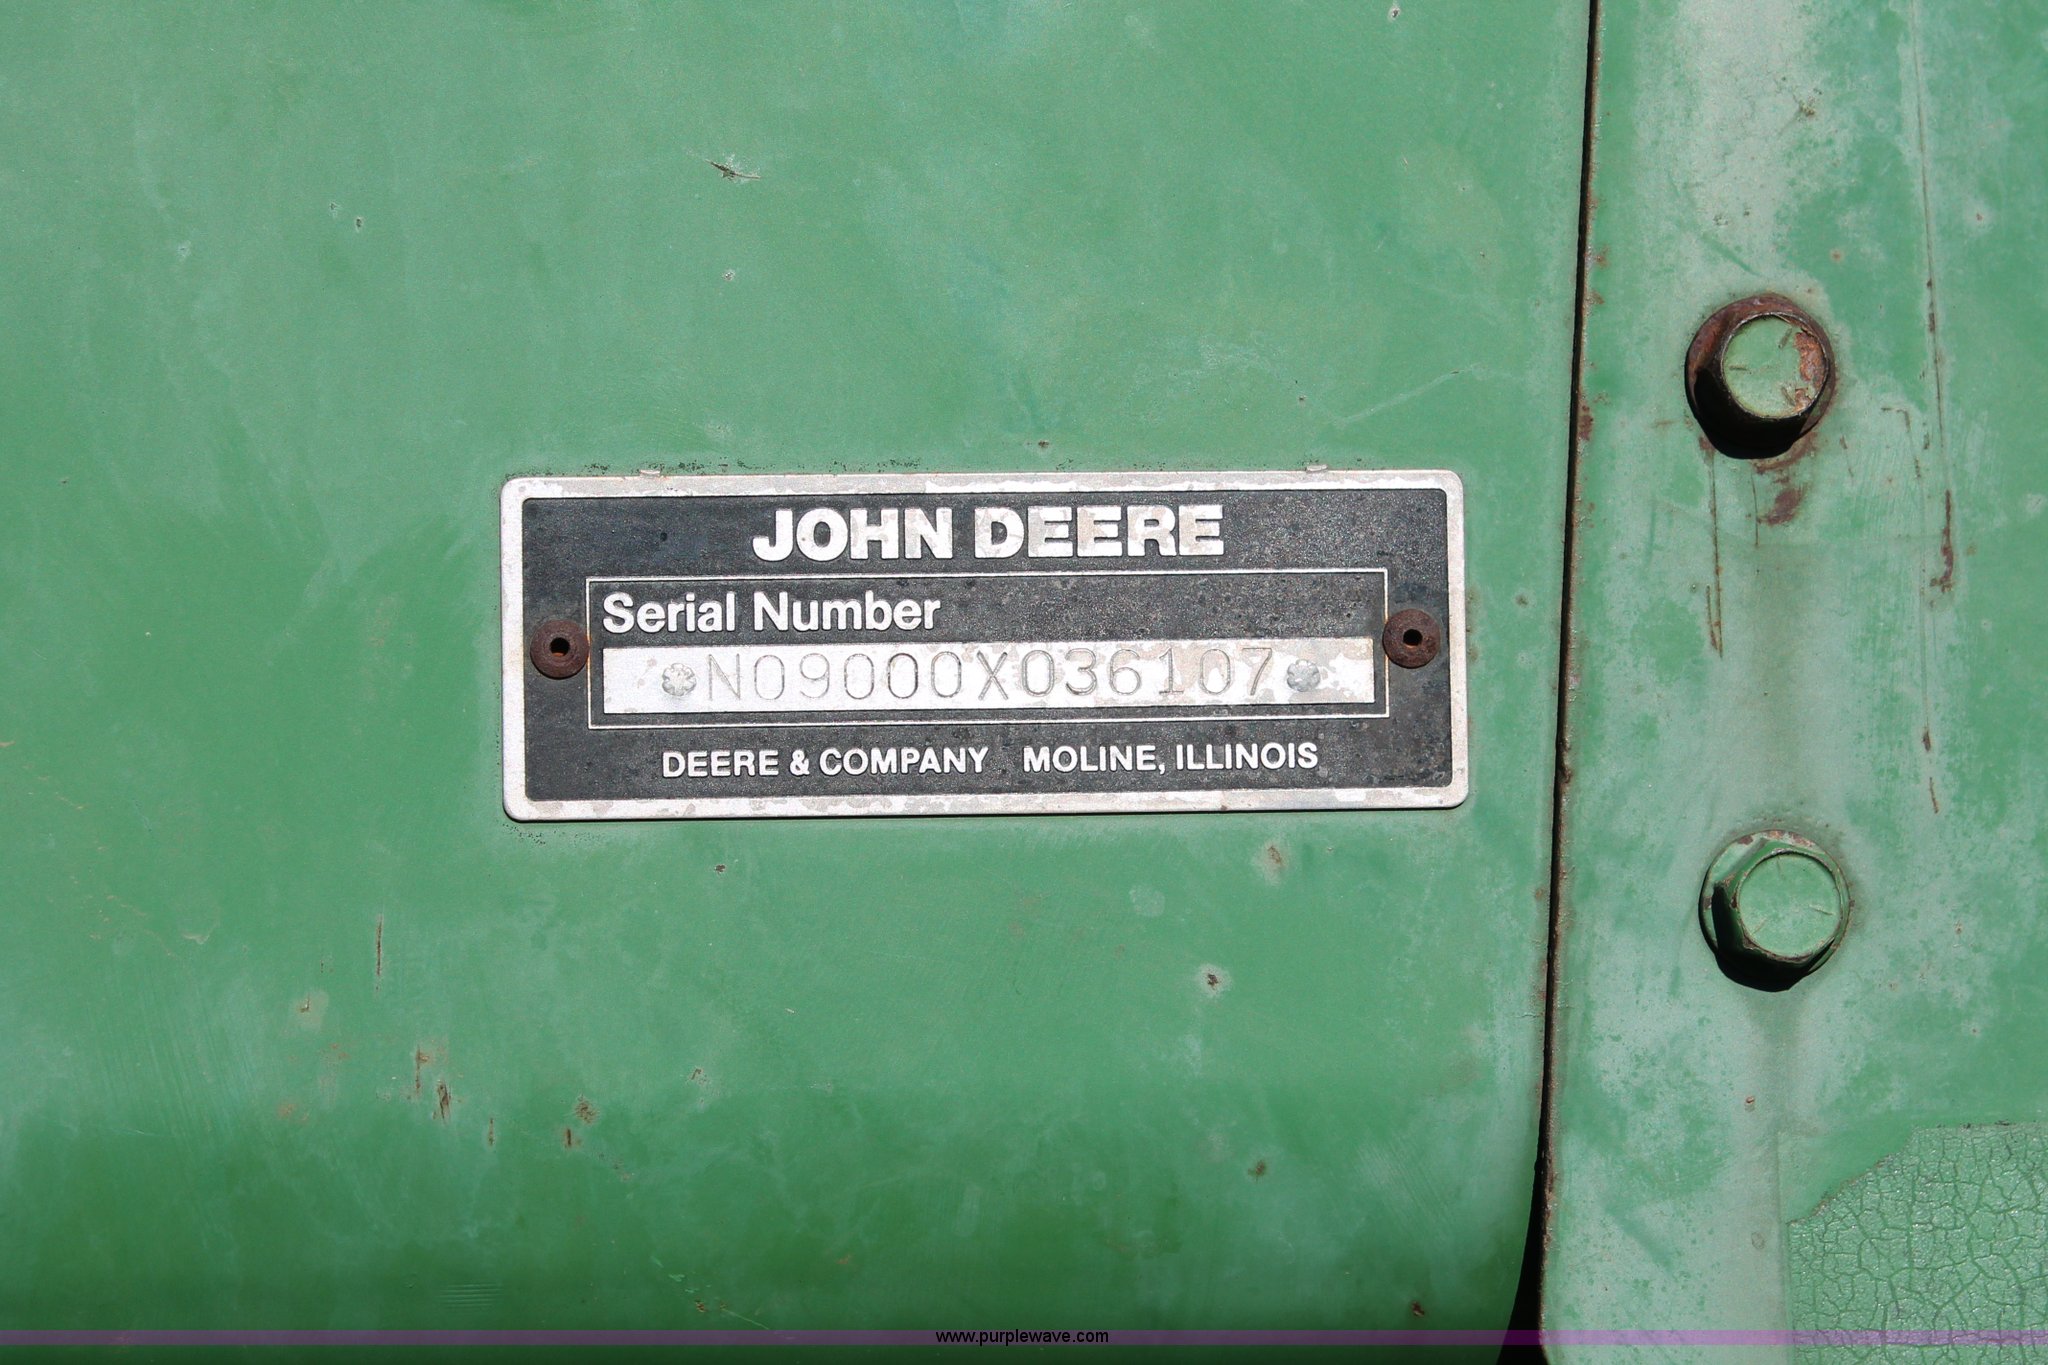 JOHN DEERE
Serial Number
*N09000X036107*
DEERE & COMPANY MOLINE, ILLINOIS
www.purplewave.com